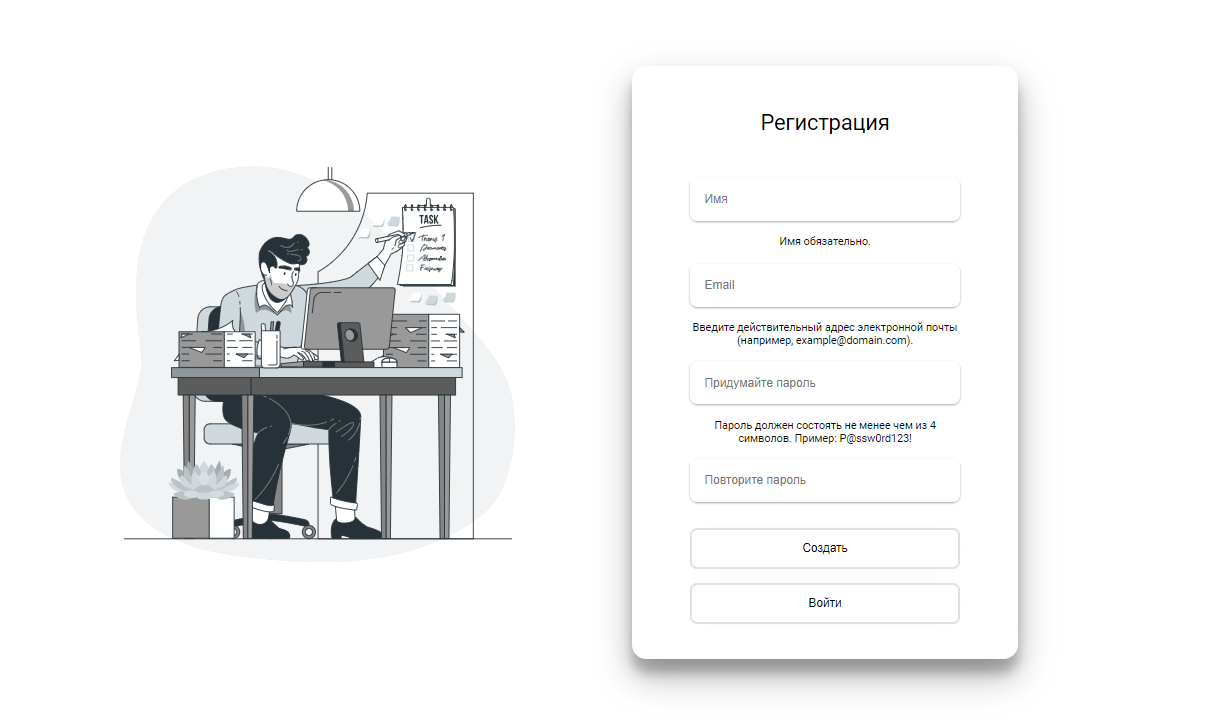 TASK
Регистрация
Имя
Имя обязательно.
Email
Введите действительный адрес электронной почты
(например, example@domain.com).
Придумайте пароль
Пароль должен состоять не менее чем из 4
символов. Пример: P@ssw0rd123!
Повторите пароль
Создать
Войти